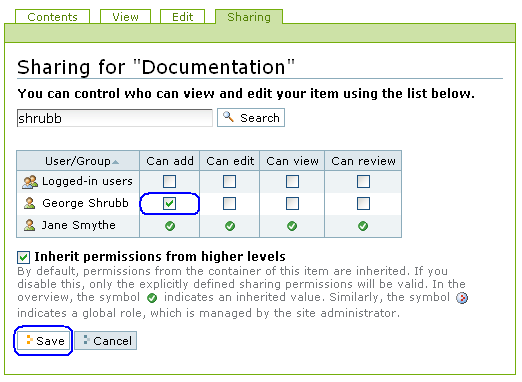 Contents View Edit Sharing
Sharing for "Documentation"
You can control who can view and edit your item using the list below.
shrubb Search
User/Group Can add Can edit Can view Can review
Logged-in users
George Shrubb
Jane Smythe
Inherit permissions from higher levels
By default, permissions from the container of this item are inherited. If you
disable this, only the explicitly defined sharing permissions will be valid. In the
overview, the symbol indicates an inherited value. Similarly, the symbol
indicates a global role, which is managed by the site administrator.
Save Cancel